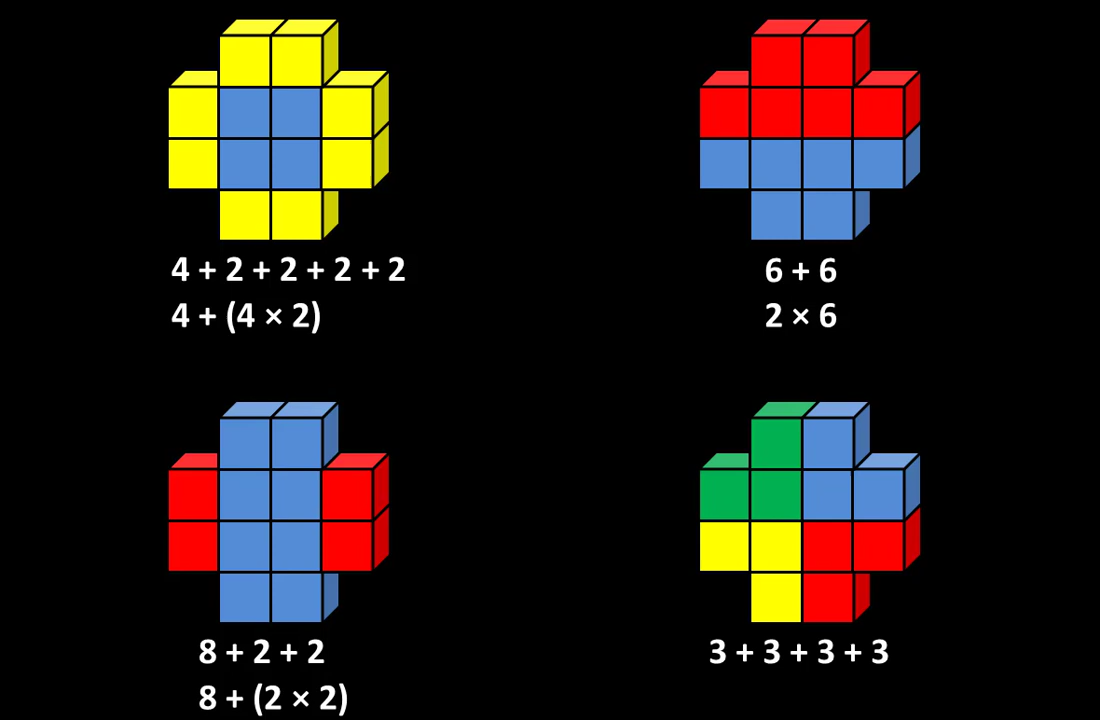 4 + 2 + 2 + 2 + 2
4 + (4 × 2)
6 + 6
2 × 6
8 + 2 + 2
8 + (2 × 2)
3 + 3 + 3 + 3